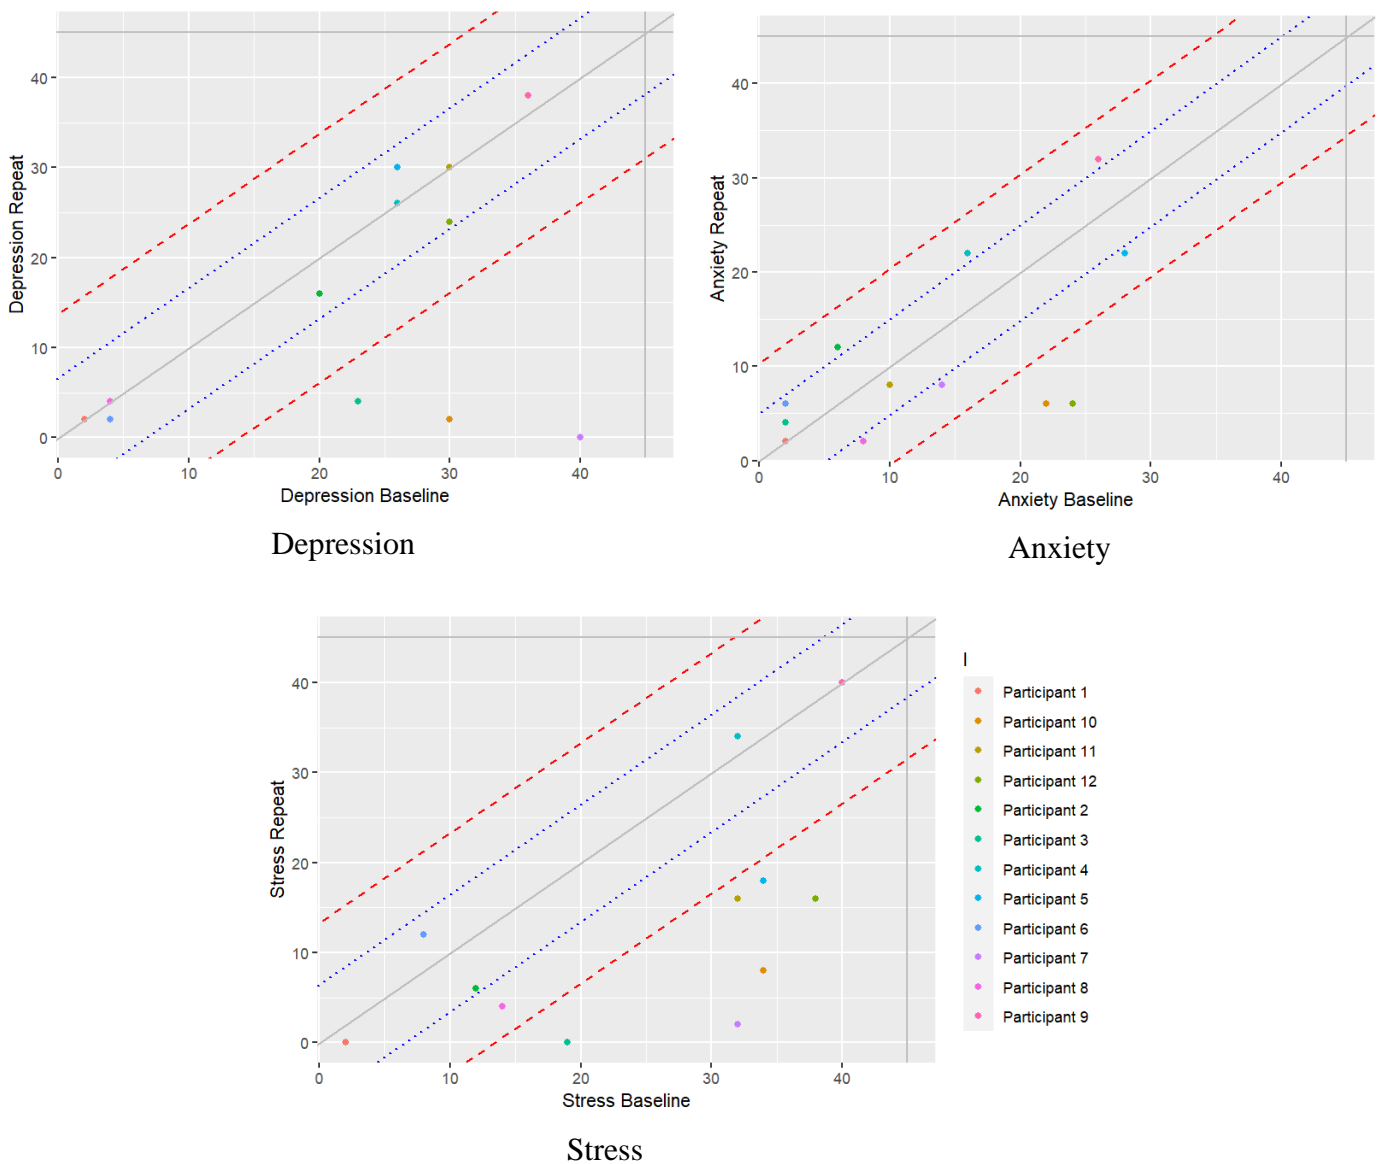 Depression Repeat
40
30
20
10
0
0 10 20 30 40
Depression Baseline
Depression
Anxiety Repeat
40
30
20
10
0
0 10 20 30 40
Anxiety Baseline
Anxiety
Stress Repeat
40
30
20
10
0
0 10 20 30 40
Stress Baseline
Stress
I
Participant 1
Participant 10
Participant 11
Participant 12
Participant 2
Participant 3
Participant 4
Participant 5
Participant 6
Participant 7
Participant 8
Participant 9